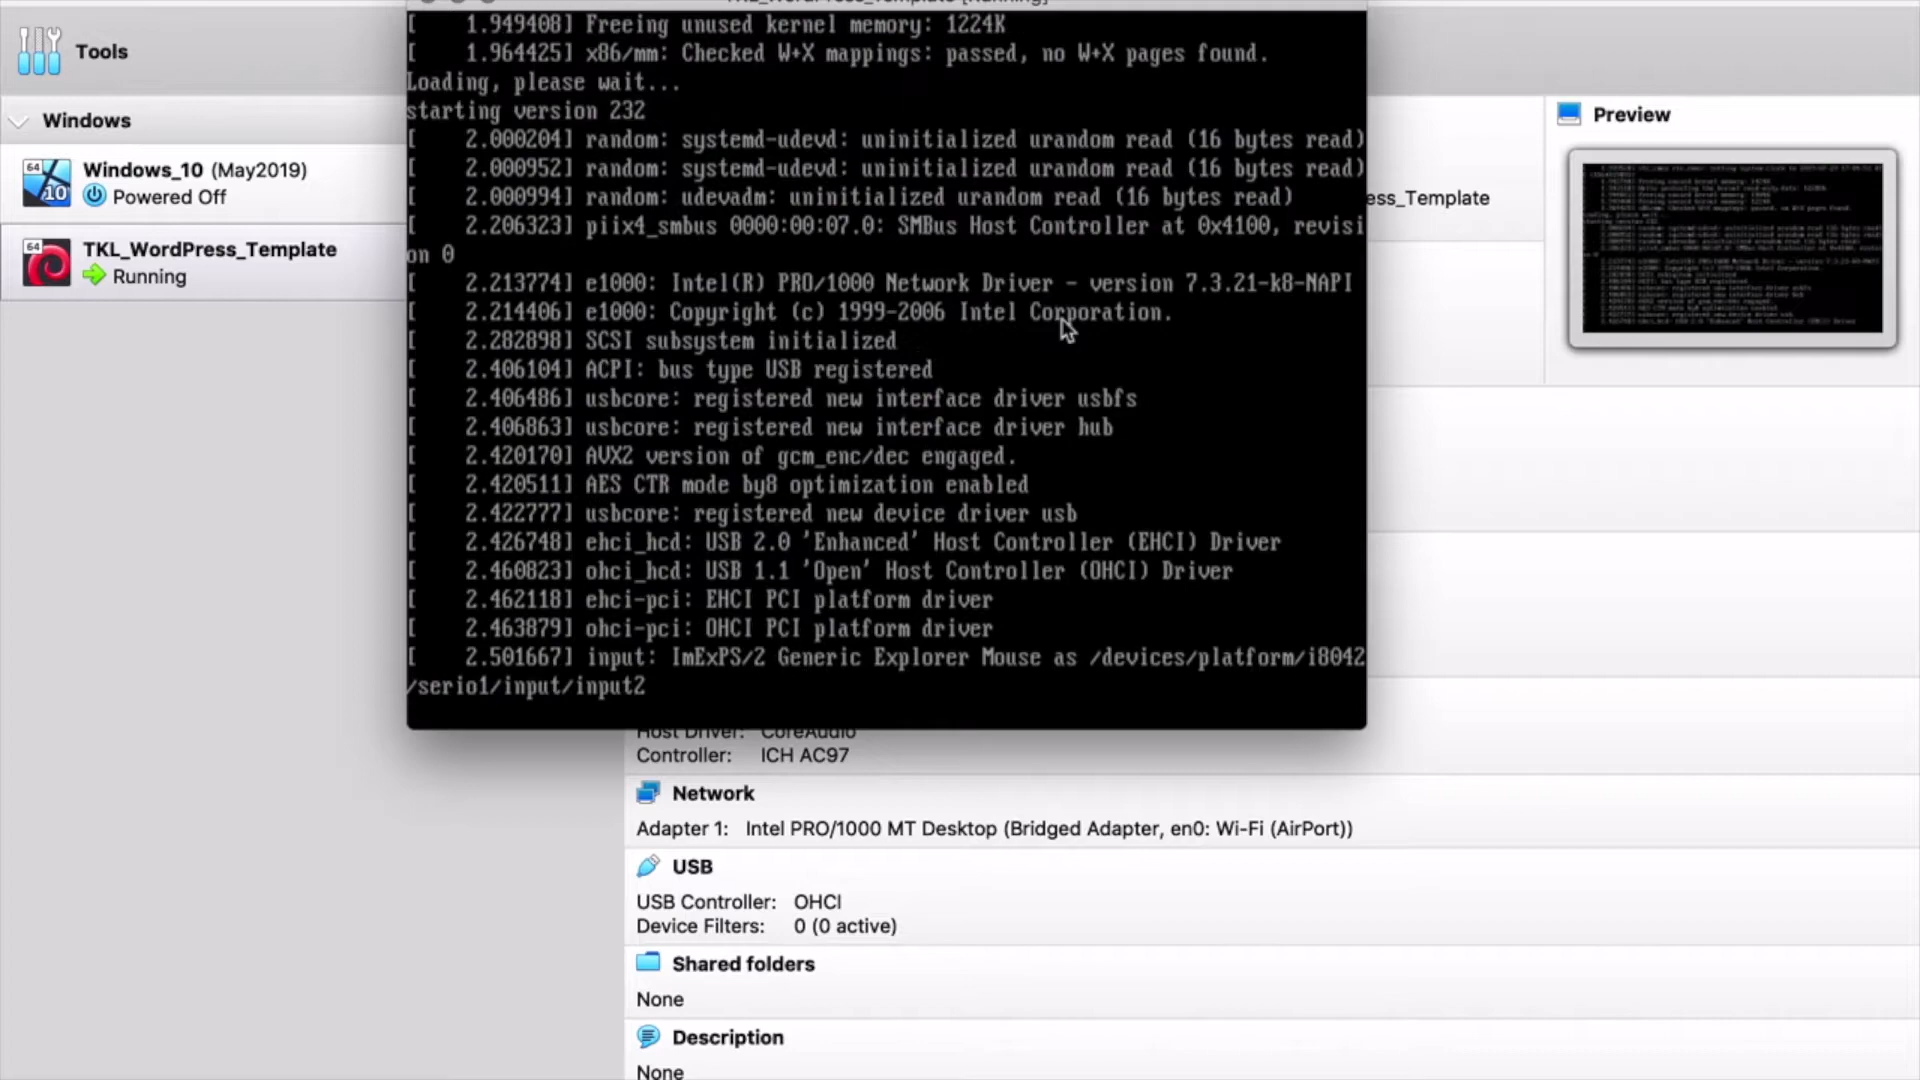 TKL_WordPress_Template [Running]
[    1.949408] Freeing unused kernel memory: 1224K
[    1.964425] x86/mm: Checked W+X mappings: passed, no W+X pages found.
Loading, please wait...
starting version 232
[    2.000204] random: systemd-udevd: uninitialized urandom read (16 bytes read)
[    2.000952] random: systemd-udevd: uninitialized urandom read (16 bytes read)
[    2.000994] random: udevadm: uninitialized urandom read (16 bytes read)
[    2.206323] piix4_smbus 0000:00:07.0: SMBus Host Controller at 0x4100, revisi
on 0
[    2.213774] e1000: Intel(R) PRO/1000 Network Driver - version 7.3.21-k8-NAPI
[    2.214406] e1000: Copyright (c) 1999-2006 Intel Corporation.
[    2.282898] SCSI subsystem initialized
[    2.406104] ACPI: bus type USB registered
[    2.406486] usbcore: registered new interface driver usbfs
[    2.406863] usbcore: registered new interface driver hub
[    2.420170] AVX2 version of gcm_enc/dec engaged.
[    2.420511] AES CTR mode by8 optimization enabled
[    2.422777] usbcore: registered new device driver usb
[    2.426748] ehci_hcd: USB 2.0 'Enhanced' Host Controller (EHCI) Driver
[    2.460823] ohci_hcd: USB 1.1 'Open' Host Controller (OHCI) Driver
[    2.462118] ehci-pci: EHCI PCI platform driver
[    2.463879] ohci-pci: OHCI PCI platform driver
[    2.501667] input: ImExPS/2 Generic Explorer Mouse as /devices/platform/i8042
/serio1/input/input2
Tools
Windows
64
10
Windows_10 (May2019)
Powered Off
64
TKL_WordPress_Template
Running
ess_Template
Preview
Host Driver: CoreAudio
Controller: ICH AC97
Network
Adapter 1: Intel PRO/1000 MT Desktop (Bridged Adapter, en0: Wi-Fi (AirPort))
USB
USB Controller: OHCI
Device Filters: 0 (0 active)
Shared folders
None
Description
None